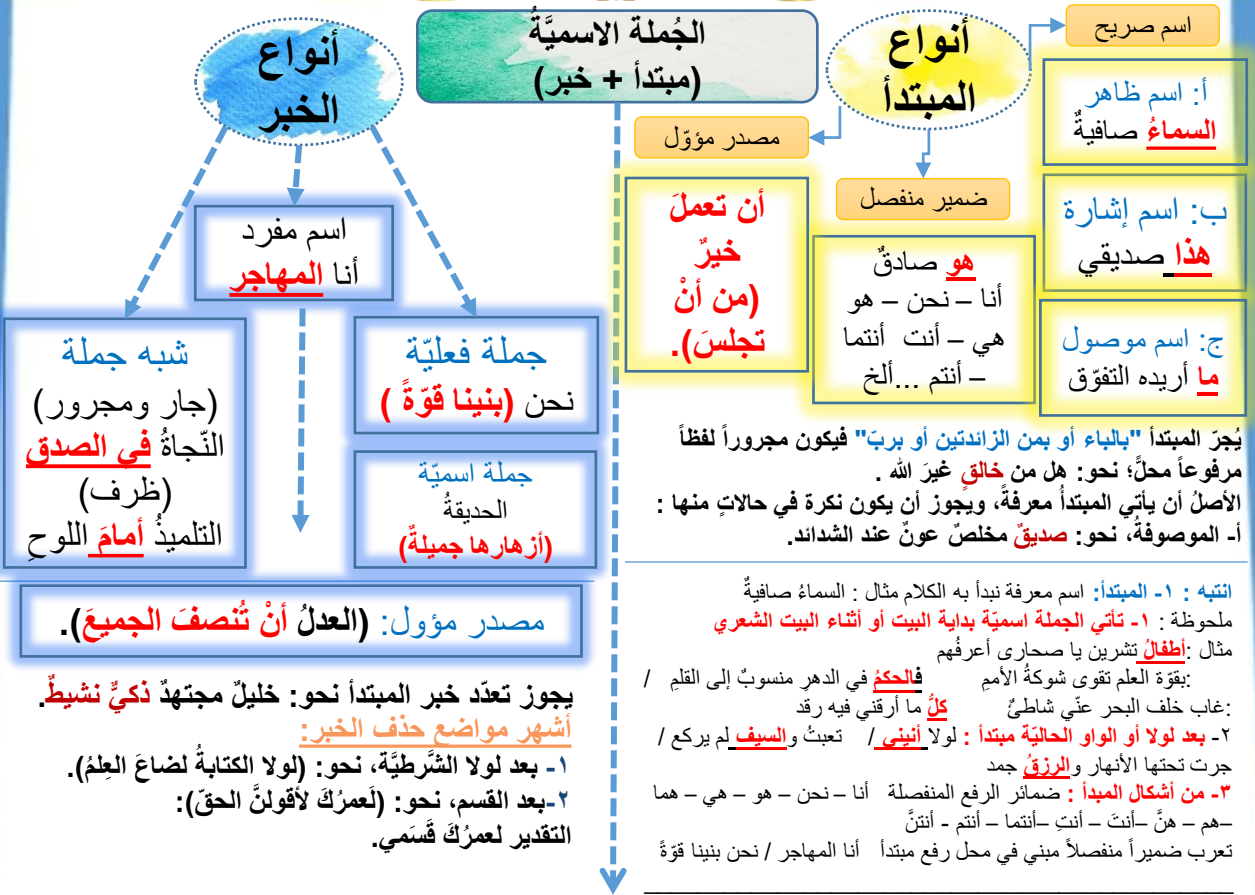 الجُملة الاسميَّةُ
(مبتدأ + خبر)
أنواع
المبتدأ
اسم صريح
أ: اسم ظاهر
السماءُ صافيةٌ
ب: اسم إشارة
هذا صديقي
ج: اسم موصول
ما أريده التفوّق
ضمير منفصل
هو صادقٌ
أنا – نحن – هو
هي – أنت أنتما
– أنتم ...ألخ
مصدر مؤوّل
أن تعملَ
خيرٌ
(من أنْ
تجلسَ).
يُجرّ المبتدأ "بالباء أو بمن الزائدتين أو بربّ" فيكون مجروراً لفظاً
مرفوعاً محلّاً؛ نحو: هل من خالقٍ غيرَ الله .
الأصلُ أن يأتي المبتدأُ معرفةً، ويجوز أن يكون نكرة في حالاتٍ منها :
أ- الموصوفةُ، نحو: صديقٌ مخلصٌ عونٌ عند الشدائد.
انتبه : ١- المبتدأ: اسم معرفة نبدأ به الكلام مثال : السماءُ صافيةٌ
ملحوظة : ١- تأتي الجملة اسميّة بداية البيت أو أثناء البيت الشعري
مثال :أطفالُ تشرين يا صحارى أعرفُهم
:بقوّة العلم تقوى شوكةُ الأممِ فالحكمُ في الدهرِ منسوبٌ إلى القلمِ /
:غاب خلف البحر عنّي شاطئٌ كلُّ ما أرقني فيه رقد
٢- بعد لولا أو الواو الحاليّة مبتدأ : لولا أنيني / تعبتُ والسيف لم يركع /
جرت تحتها الأنهار والرزقُ جمد
٣- من أشكال المبدأ : ضمائر الرفع المنفصلة أنا – نحن – هو – هي – هما
–هم – هنَّ –أنتَ – أنتِ –أنتما – أنتم - أنتنَّ
تعرب ضميراً منفصلاً مبني في محل رفع مبتدأ أنا المهاجر / نحن بنينا قوّةً
أنواع
الخبر
اسم مفرد
أنا المهاجر
جملة فعليّة
نحن (بنينا قوّةً )
جملة اسميّة
الحديقةُ
(أزهارها جميلةٌ)
شبه جملة
(جار ومجرور)
النّجاةُ في الصدق
(ظرف)
التلميذُ أمامَ اللوحِ
مصدر مؤول: (العدلُ أنْ تُنصفَ الجميعَ).
يجوز تعدّد خبر المبتدأ نحو: خليلٌ مجتهدٌ ذكيٌّ نشيطٌ.
أشهر مواضع حذف الخبر:
١- بعد لولا الشَّرطيَّة، نحو: (لولا الكتابةُ لضاعَ العِلمُ).
٢-بعد القسم، نحو: (لَعمرُكَ لأقولنَّ الحقّ):
التقدير لعمرُكَ قَسَمي.